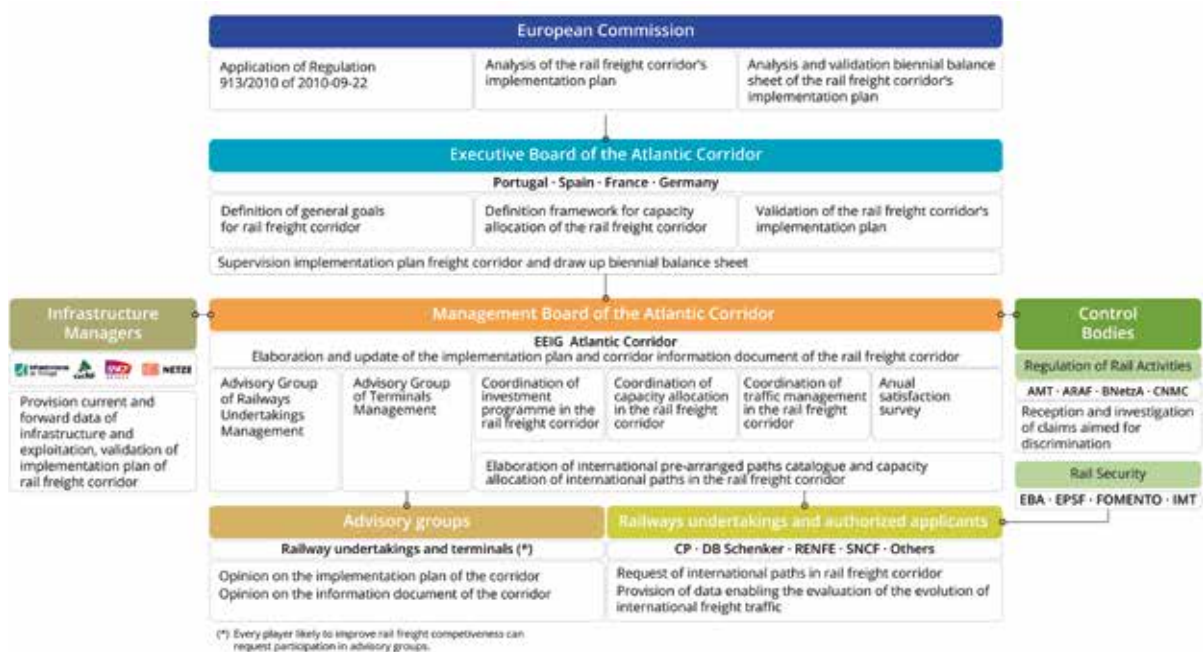 European Commission
Application of Regulation
913/2010 of 2010-09-22
Analysis of the rail freight corridor's
implementation plan
Analysis and validation biennial balance
sheet of the rail freight corridor's
implementation plan
Executive Board of the Atlantic Corridor
Portugal · Spain · France · Germany
Definition of general goals
for rail freight corridor
Definition framework for capacity
allocation of the rail freight corridor
Validation of the rail freight corridor's
implementation plan
Supervision implementation plan freight corridor and draw up biennial balance sheet
Infrastructure
Managers
adif
SNCF
NETZE
Provision current and
forward data of
infrastructure and
exploitation, validation of
implementation plan of
rail freight corridor
Management Board of the Atlantic Corridor
EEIG Atlantic Corridor
Elaboration and update of the implementation plan and corridor information document of the rail freight corridor
Advisory Group
of Railways
Undertakings
Management
Advisory Group
of Terminals
Management
Coordination of
investment
programme in the
rail freight corridor
Coordination of
capacity allocation
in the rail freight
corridor
Coordination of
traffic management
in the rail freight
corridor
Anual
satisfaction
survey
Elaboration of international pre-arranged paths catalogue and capacity
allocation of international paths in the rail freight corridor
Control
Bodies
Regulation of Rail Activities
AMT · ARAF · BNetzA · CNMC
Reception and investigation
of claims aimed for
discrimination
Rail Security
EBA · EPSF · FOMENTO · IMT
Advisory groups
Railway undertakings and terminals (*)
Opinion on the implementation plan of the corridor
Opinion on the information document of the corridor
Railways undertakings and authorized applicants
CP · DB Schenker · RENFE · SNCF · Others
Request of international paths in rail freight corridor
Provision of data enabling the evaluation of the evolution of
international freight traffic
(*) Every player likely to improve rail freight competiveness can
request participation in advisory groups.